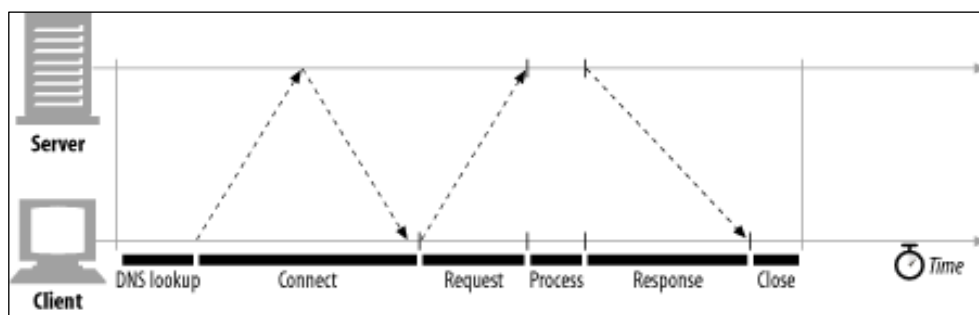 Server
DNS lookup Connect Request Process Response Close Time
Client